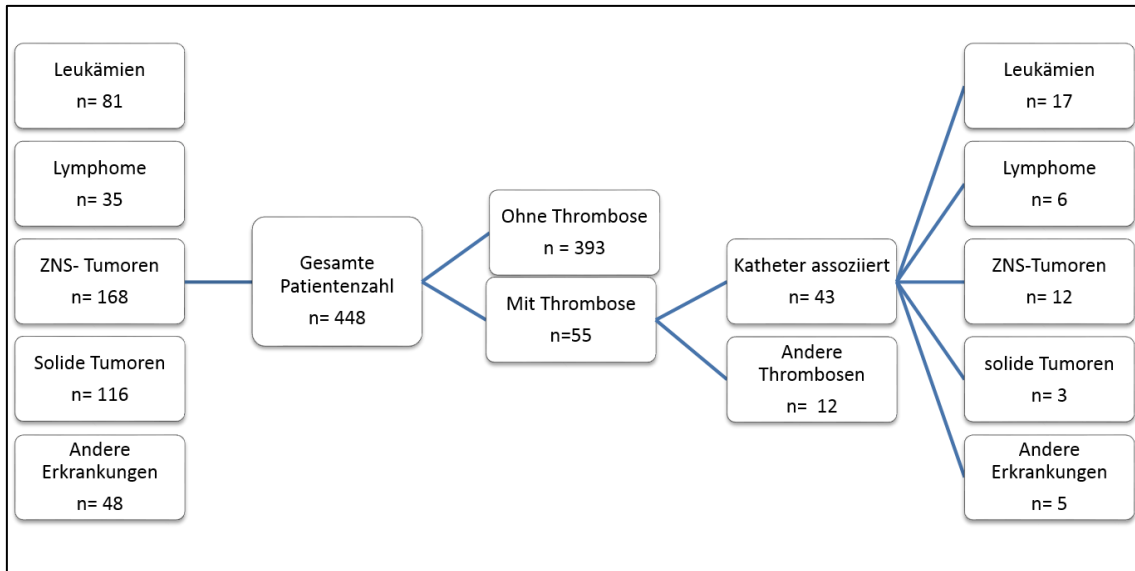 Leukämien
n= 81
Lymphome
n= 35
ZNS- Tumoren
n= 168
Solide Tumoren
n= 116
Andere
Erkrankungen
n= 48
Gesamte
Patientenzahl
n= 448
Ohne Thrombose
n = 393
Mit Thrombose
n=55
Katheter assoziiert
n= 43
Andere
Thrombosen
n=  12
Leukämien
n= 17
Lymphome
n= 6
ZNS-Tumoren
n= 12
solide Tumoren
n= 3
Andere
Erkrankungen
n= 5